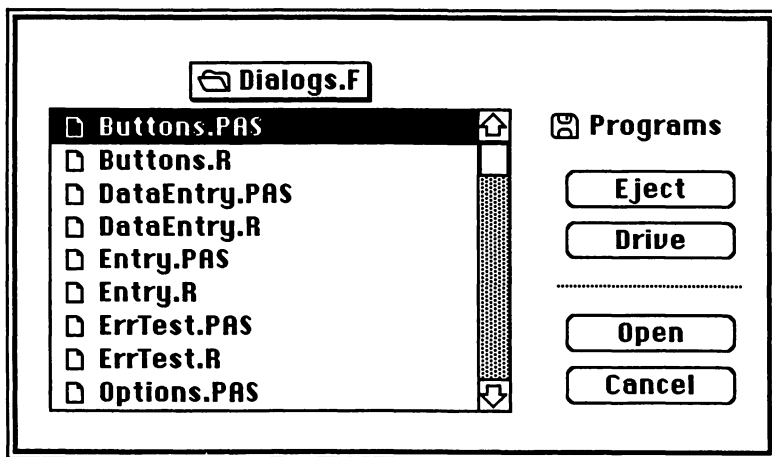 Dialogs.F
Buttons.PAS
Buttons.R
DataEntry.PAS
DataEntry.R
Entry.PAS
Entry.R
ErrTest.PAS
ErrTest.R
Options.PAS
Programs
Eject
Drive
Open
Cancel